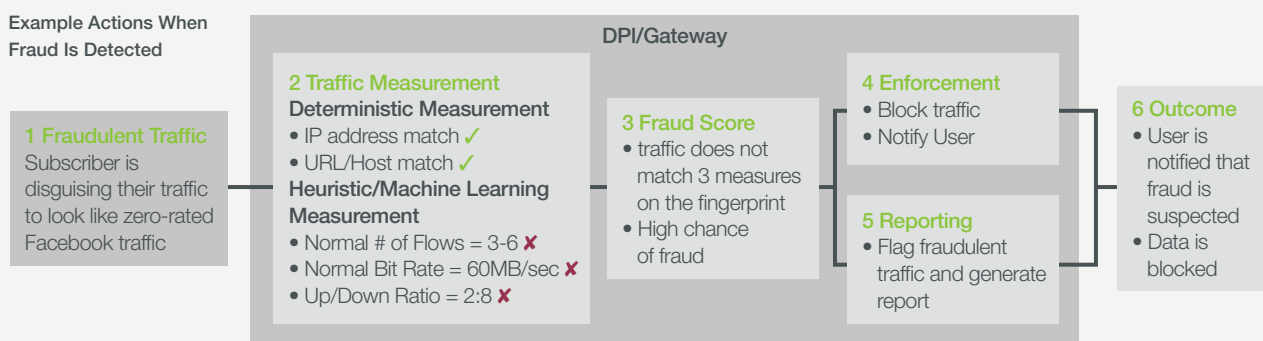 Example Actions When
Fraud Is Detected
DPI/Gateway
1 Fraudulent Traffic
Subscriber is
disguising their traffic
to look like zero-rated
Facebook traffic
2 Traffic Measurement
Deterministic Measurement
• IP address match ✓
• URL/Host match ✓
Heuristic/Machine Learning
Measurement
• Normal # of Flows = 3-6 ✘
• Normal Bit Rate = 60MB/sec ✘
• Up/Down Ratio = 2:8 ✘
3 Fraud Score
• traffic does not
match 3 measures
on the fingerprint
• High chance
of fraud
4 Enforcement
• Block traffic
• Notify User
5 Reporting
• Flag fraudulent
traffic and generate
report
6 Outcome
• User is
notified that
fraud is
suspected
• Data is
blocked